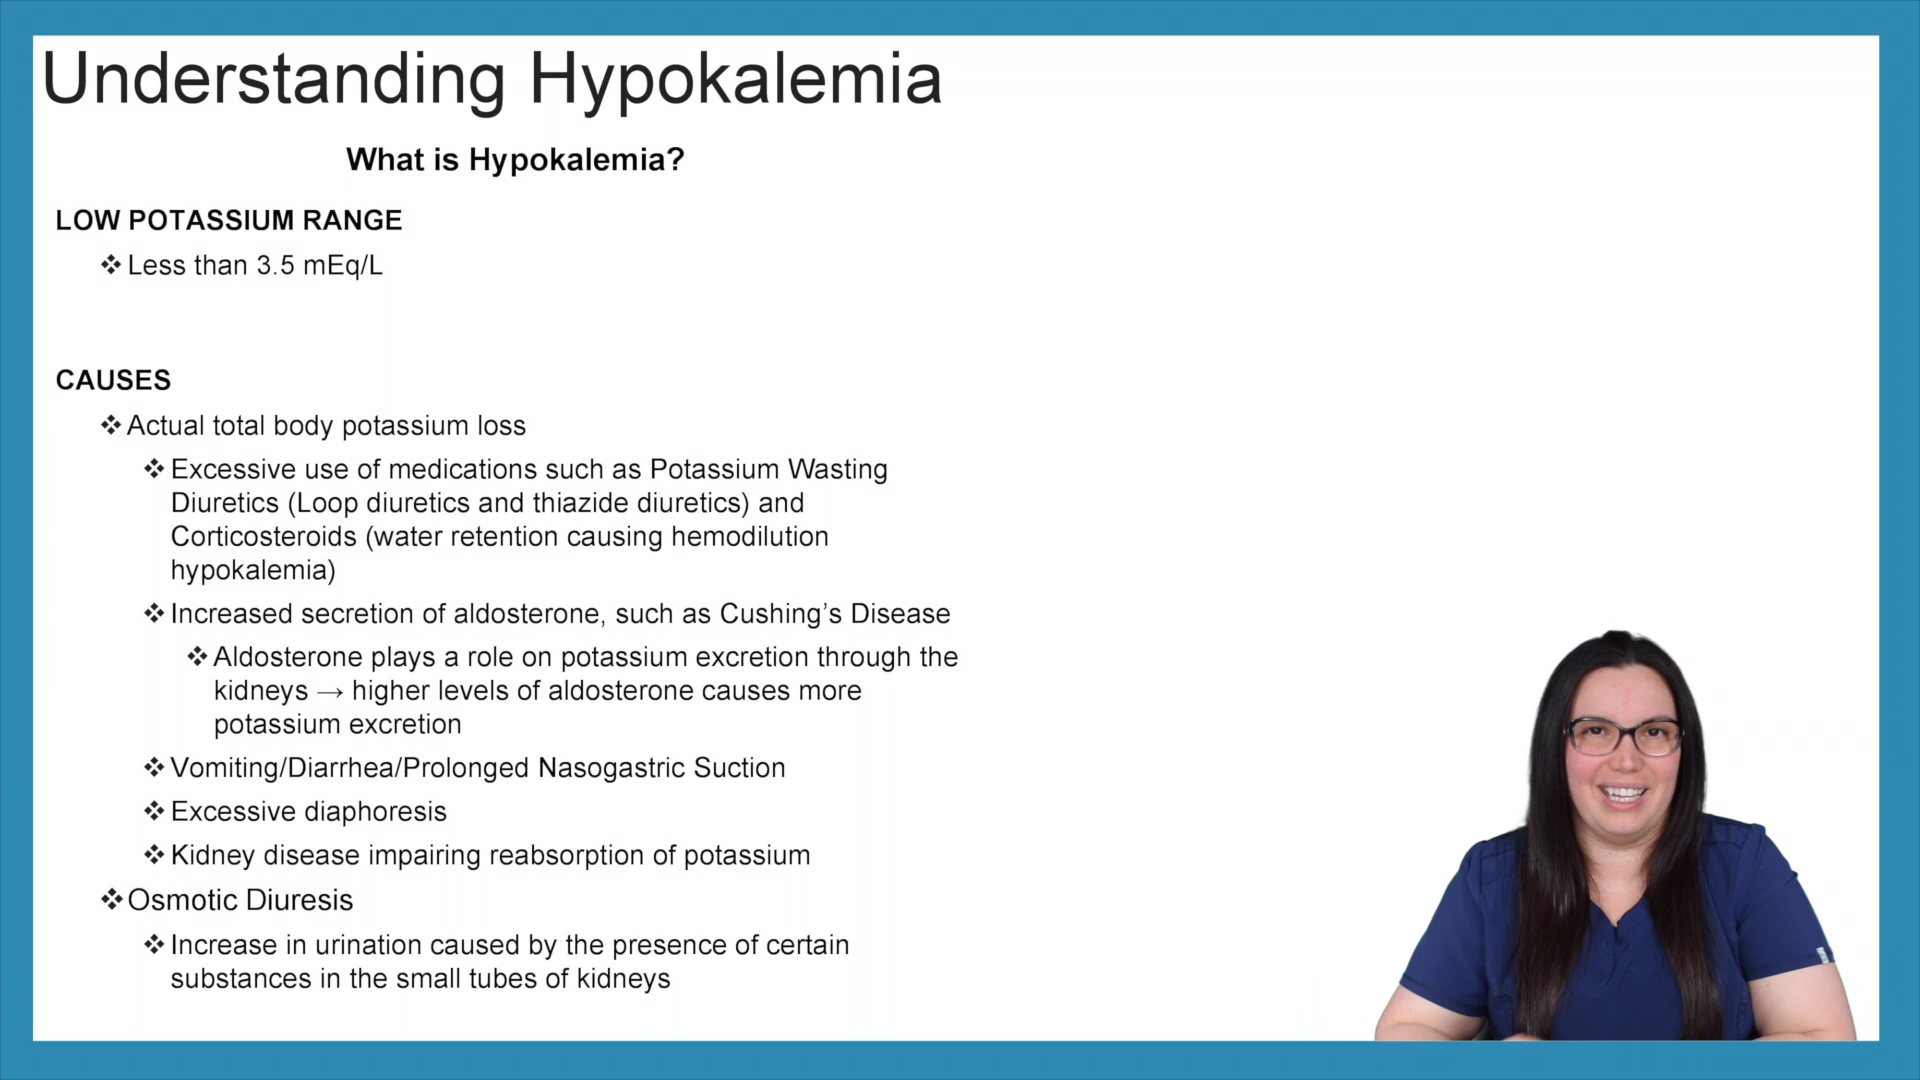 Understanding Hypokalemia
What is Hypokalemia?
LOW POTASSIUM RANGE
❖ Less than 3.5 mEq/L
CAUSES
❖ Actual total body potassium loss
❖ Excessive use of medications such as Potassium Wasting
Diuretics (Loop diuretics and thiazide diuretics) and
Corticosteroids (water retention causing hemodilution
hypokalemia)
❖ Increased secretion of aldosterone, such as Cushing’s Disease
❖ Aldosterone plays a role on potassium excretion through the
kidneys → higher levels of aldosterone causes more
potassium excretion
❖ Vomiting/Diarrhea/Prolonged Nasogastric Suction
❖ Excessive diaphoresis
❖ Kidney disease impairing reabsorption of potassium
❖ Osmotic Diuresis
❖ Increase in urination caused by the presence of certain
substances in the small tubes of kidneys